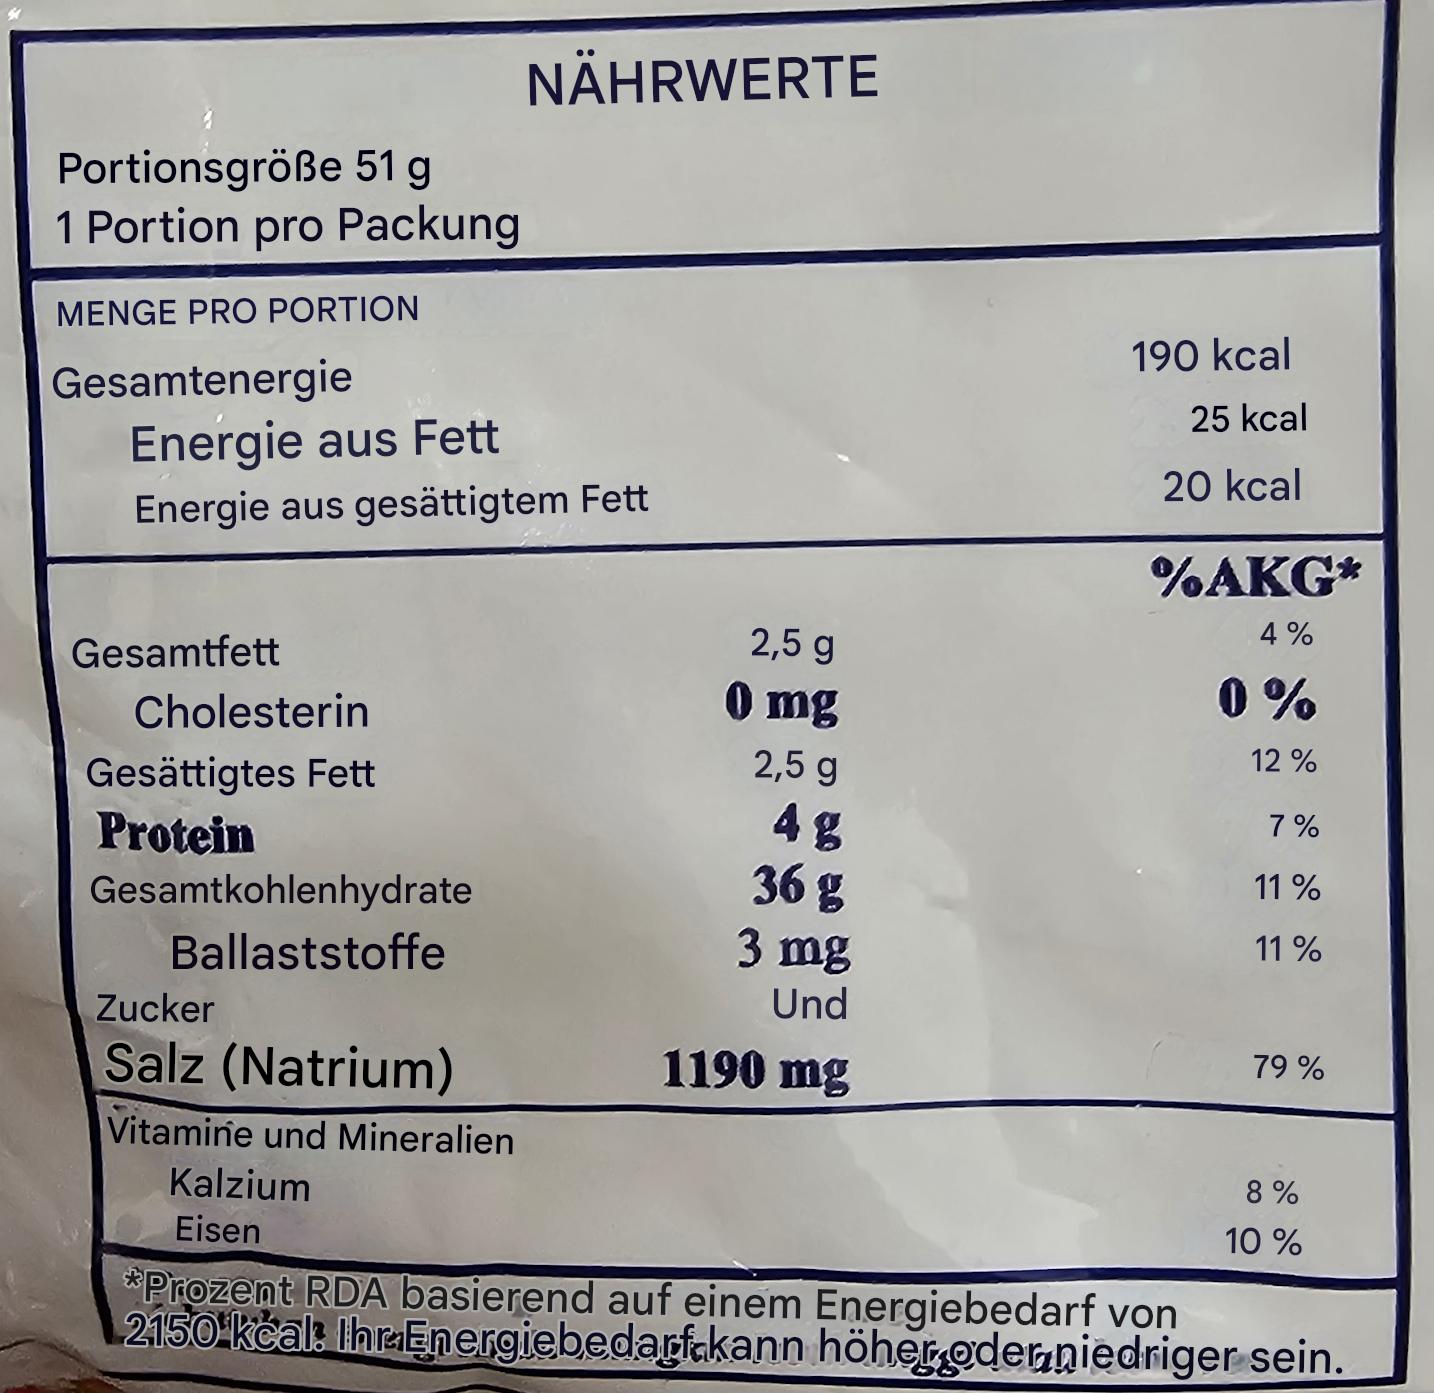 NÄHRWERTE
Portionsgröße 51 g
1 Portion pro Packung
MENGE PRO PORTION
Gesamtenergie 190 kcal
Energie aus Fett 25 kcal
Energie aus gesättigtem Fett 20 kcal
%AKG*
Gesamtfett 2,5 g 4 %
Cholesterin 0 mg 0 %
Gesättigtes Fett 2,5 g 12 %
Protein 4 g 7 %
Gesamtkohlenhydrate 36 g 11 %
Ballaststoffe 3 mg 11 %
Zucker Und
Salz (Natrium) 1190 mg 79 %
Vitamine und Mineralien
Kalzium 8 %
Eisen 10 %
*Prozent RDA basierend auf einem Energiebedarf von
2150 kcal. Ihr Energiebedarf kann höher oder niedriger sein.